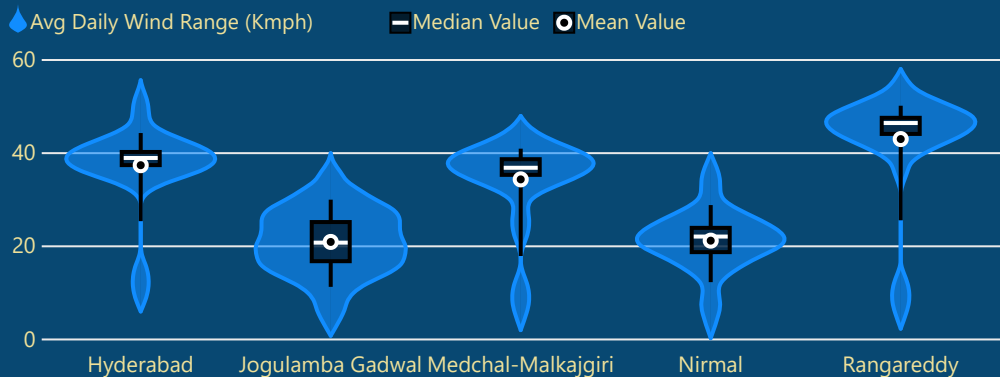 Avg Daily Wind Range (Kmph) Median Value Mean Value
60
40
20
0
Hyderabad Jogulamba Gadwal Medchal-Malkajgiri Nirmal Rangareddy